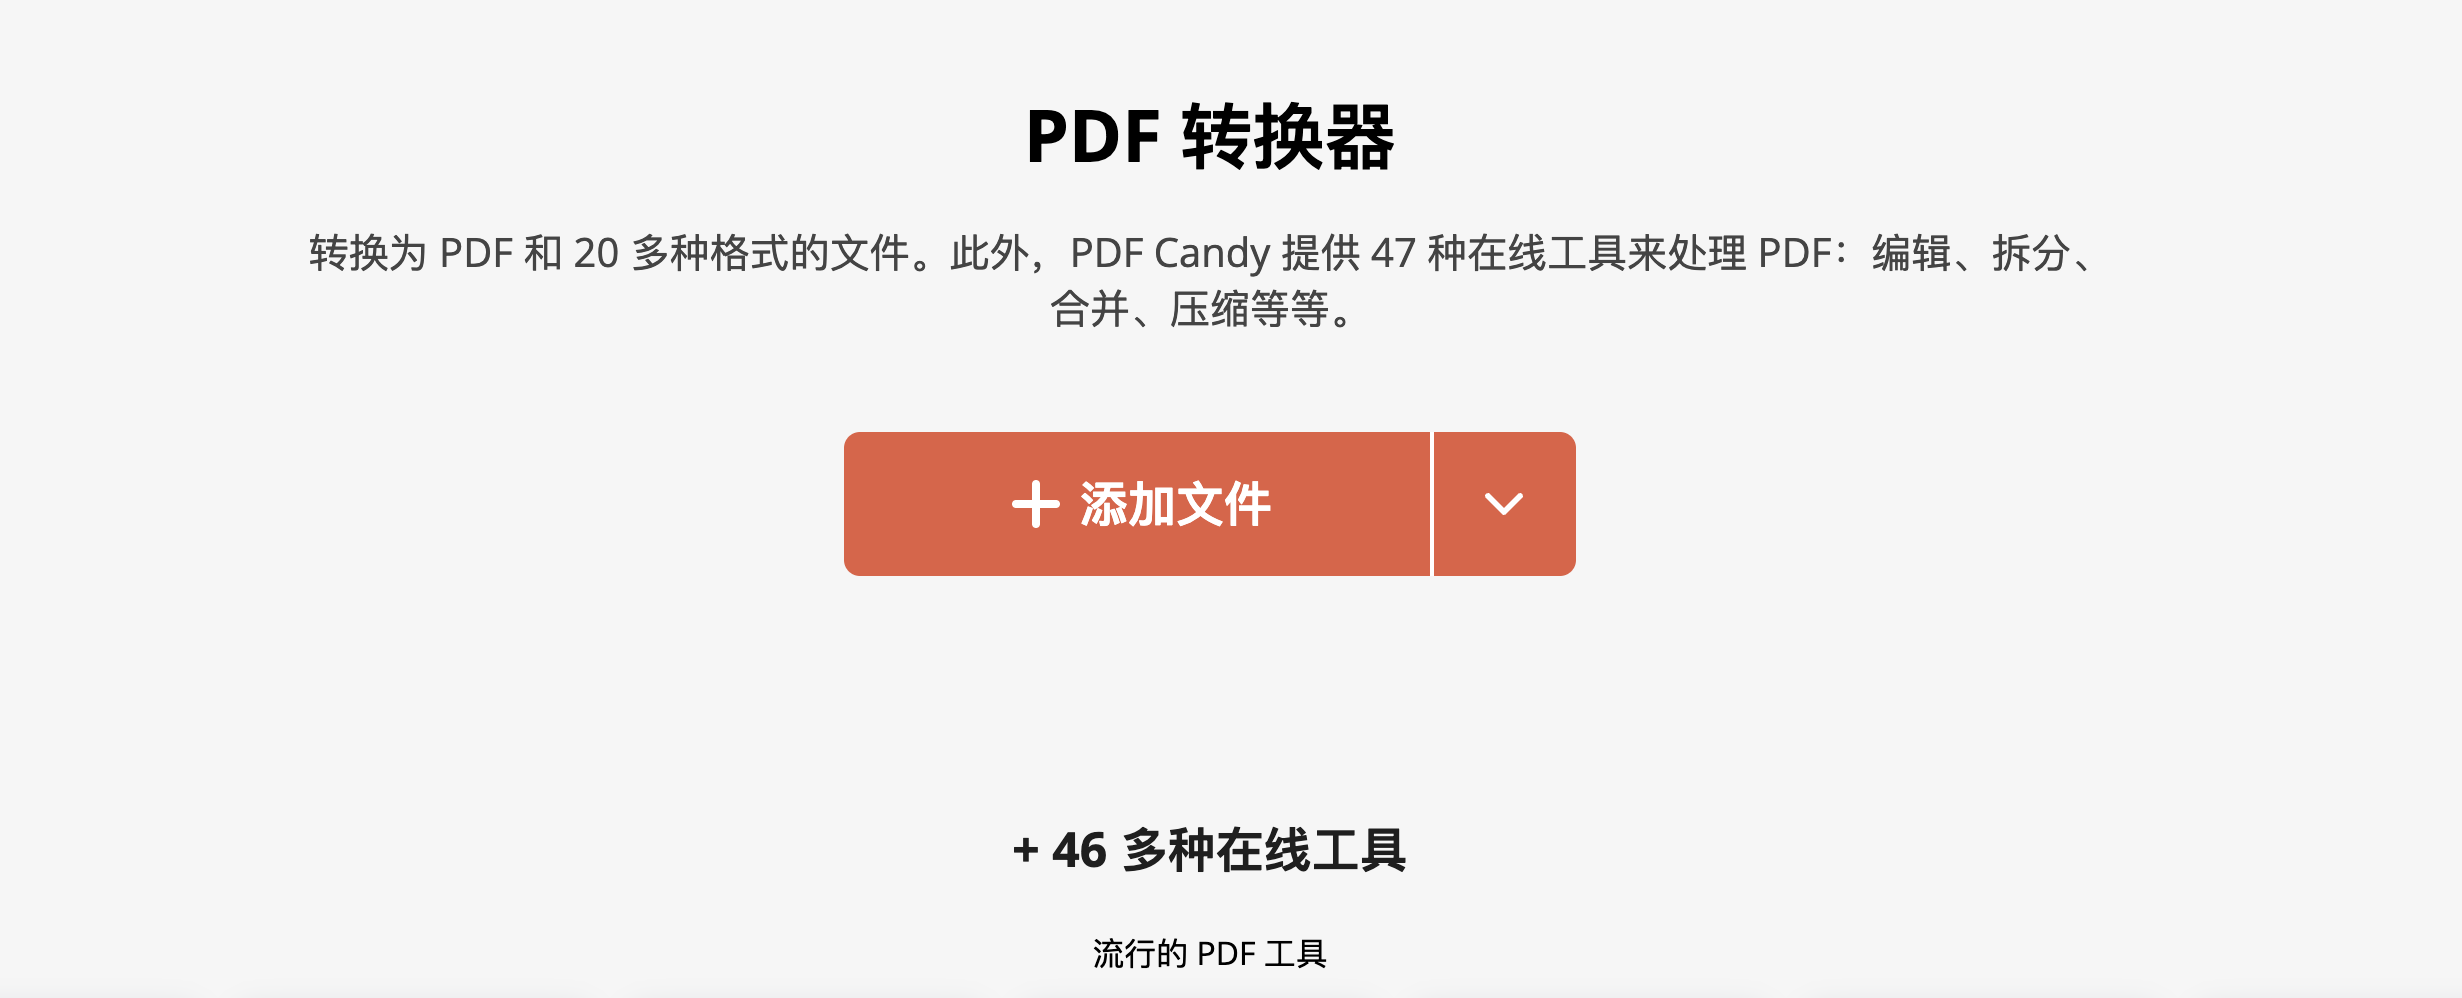 PDF 转换器
转换为 PDF 和 20 多种格式的文件。此外，PDF Candy 提供 47 种在线工具来处理 PDF：编辑、拆分、
合并、压缩等等。
添加文件
+ 46 多种在线工具
流行的 PDF 工具